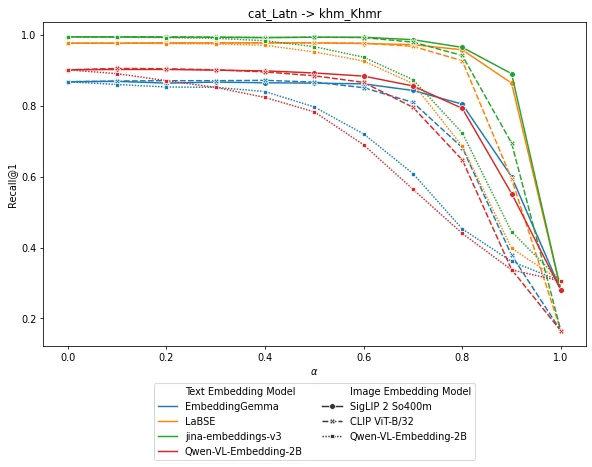 cat_Latn -> khm_Khmr
Recall@1
1.0
0.8
0.6
0.4
0.2
0.0 0.2 0.4 0.6 0.8 1.0
α
Text Embedding Model
EmbeddingGemma
LaBSE
jina-embeddings-v3
Qwen-VL-Embedding-2B
Image Embedding Model
SigLIP 2 So400m
CLIP ViT-B/32
Qwen-VL-Embedding-2B